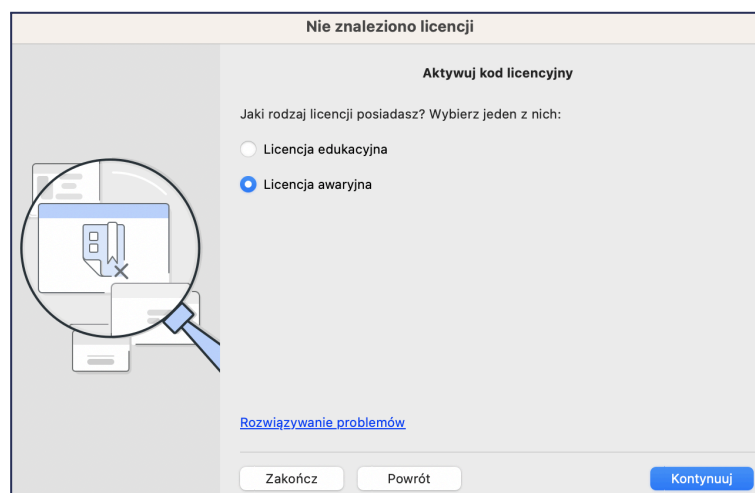 Nie znaleziono licencji
Aktywuj kod licencyjny
Jaki rodzaj licencji posiadasz? Wybierz jeden z nich:
Licencja edukacyjna
Licencja awaryjna
Rozwiązywanie problemów
Zakończ Powrót Kontynuuj